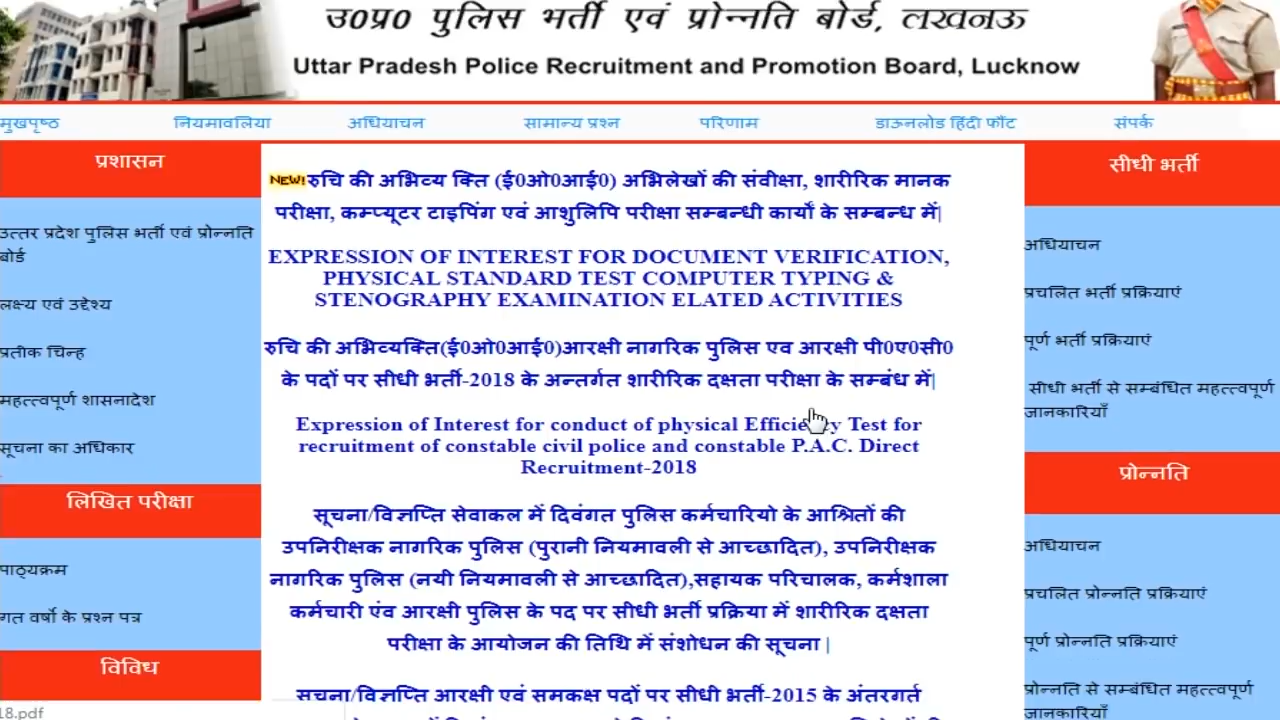 उ0प्र0 पुलिस भर्ती एवं प्रोन्नति बोर्ड, लखनऊ
Uttar Pradesh Police Recruitment and Promotion Board, Lucknow
मुखपृष्ठ नियमावलिया अधियाचन सामान्य प्रश्न परिणाम डाऊनलोड हिंदी फौंट संपर्क
प्रशासन
उत्तर प्रदेश पुलिस भर्ती एवं प्रोन्नति
बोर्ड
लक्ष्य एवं उद्देश्य
प्रतीक चिन्ह
महत्त्वपूर्ण शासनादेश
सूचना का अधिकार
लिखित परीक्षा
पाठ्यक्रम
गत वर्षो के प्रश्न पत्र
विविध
18.pdf
NEW! रुचि की अभिव्य क्ति (ई0ओ0आई0) अभिलेखों की संवीक्षा, शारीरिक मानक
परीक्षा, कम्प्यूटर टाइपिंग एवं आशुलिपि परीक्षा सम्बन्धी कार्यों के सम्बन्ध में|
EXPRESSION OF INTEREST FOR DOCUMENT VERIFICATION,
PHYSICAL STANDARD TEST COMPUTER TYPING &
STENOGRAPHY EXAMINATION ELATED ACTIVITIES
रुचि की अभिव्यक्ति(ई0ओ0आई0)आरक्षी नागरिक पुलिस एव आरक्षी पी0ए0सी0
के पदों पर सीधी भर्ती-2018 के अन्तर्गत शारीरिक दक्षता परीक्षा के सम्बंध में|
Expression of Interest for conduct of physical Efficiency Test for
recruitment of constable civil police and constable P.A.C. Direct
Recruitment-2018
सूचना/विज्ञप्ति सेवाकल में दिवंगत पुलिस कर्मचारियो के आश्रितों की
उपनिरीक्षक नागरिक पुलिस (पुरानी नियमावली से आच्छादित), उपनिरीक्षक
नागरिक पुलिस (नयी नियमावली से आच्छादित),सहायक परिचालक, कर्मशाला
कर्मचारी एंव आरक्षी पुलिस के पद पर सीधी भर्ती प्रक्रिया में शारीरिक दक्षता
परीक्षा के आयोजन की तिथि में संशोधन की सूचना |
सूचना/विज्ञप्ति आरक्षी एवं समकक्ष पदों पर सीधी भर्ती-2015 के अंतरगर्त
सीधी भर्ती
अधियाचन
प्रचलित भर्ती प्रक्रियाएं
पूर्ण भर्ती प्रक्रियाएं
सीधी भर्ती से सम्बंधित महत्त्वपूर्ण
जानकारियाँ
प्रोन्नति
अधियाचन
प्रचलित प्रोन्नति प्रक्रियाएं
पूर्ण प्रोन्नति प्रक्रियाएं
प्रोन्नति से सम्बंधित महत्त्वपूर्ण
जानकारियाँ